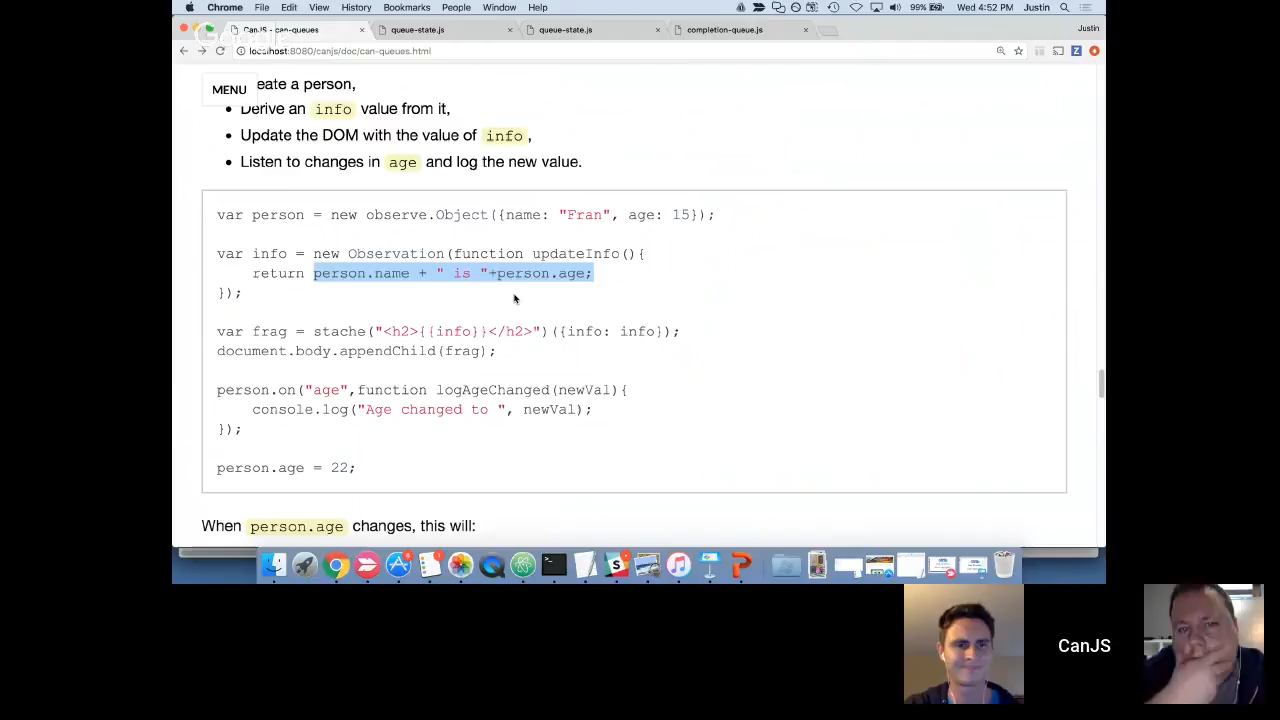 Chrome File Edit View History Bookmarks People Window Help 99% Wed 4:52 PM Justin
CanJS - can-queues queue-state.js queue-state.js completion-queue.js Justin
localhost:8080/canjs/doc/can-queues.html
MENU
eate a person,
Derive an info value from it,
Update the DOM with the value of info,
Listen to changes in age and log the new value.
var person = new observe.Object({name: "Fran", age: 15});
var info = new Observation(function updateInfo(){
return person.name + " is "+person.age;
});
var frag = stache("<h2>{{info}}</h2>")({info: info});
document.body.appendChild(frag);
person.on("age",function logAgeChanged(newVal){
console.log("Age changed to ", newVal);
});
person.age = 22;
When person.age changes, this will:
CanJS